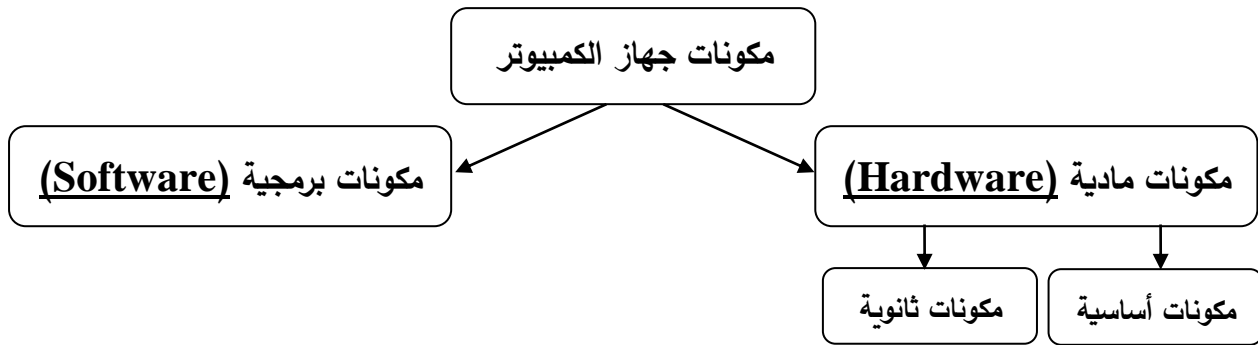 مكونات جهاز الكمبيوتر
مكونات مادية (Hardware)
مكونات برمجية (Software)
مكونات أساسية
مكونات ثانوية